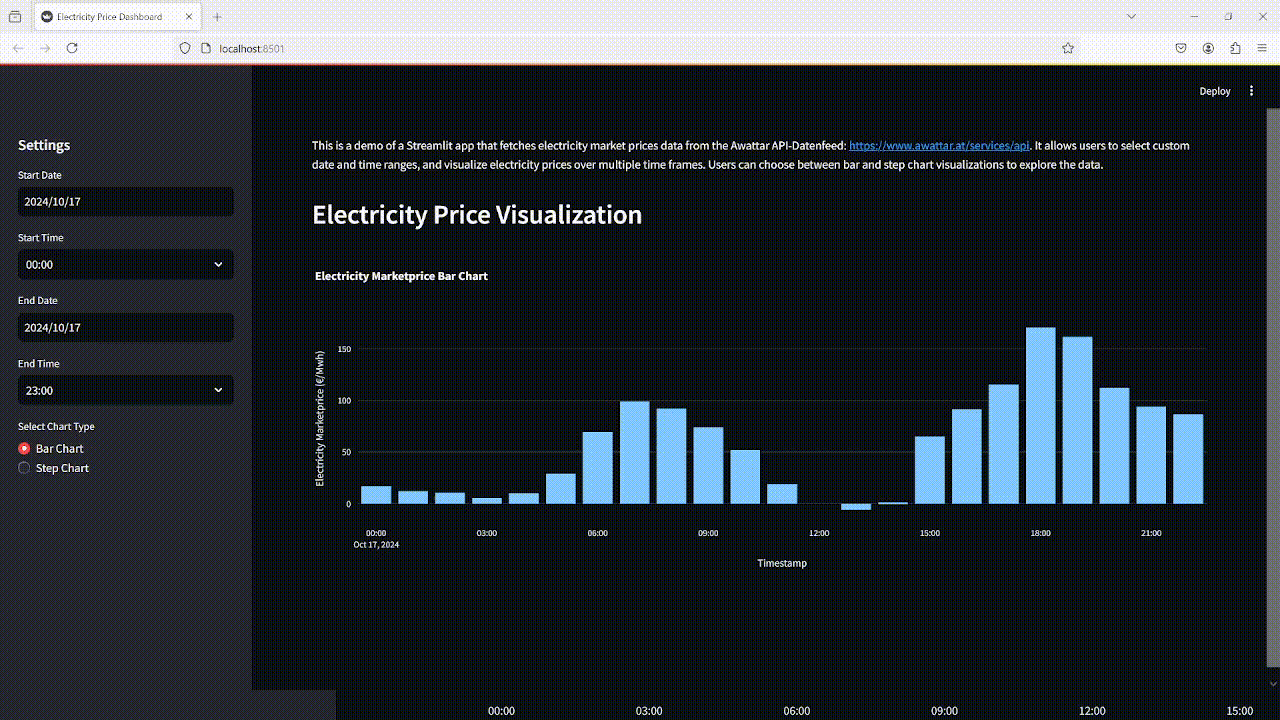 Electricity Price Dashboard
localhost:8501
Deploy
Settings
Start Date
2024/10/17
Start Time
00:00
End Date
2024/10/17
End Time
23:00
Select Chart Type
Bar Chart
Step Chart
This is a demo of a Streamlit app that fetches electricity market prices data from the Awattar API-Datenfeed: https://www.awattar.at/services/api. It allows users to select custom
date and time ranges, and visualize electricity prices over multiple time frames. Users can choose between bar and step chart visualizations to explore the data.
Electricity Price Visualization
Electricity Marketprice Bar Chart
Electricity Marketprice (€/Mwh)
150
100
50
0
00:00 03:00 06:00 09:00 12:00 15:00 18:00 21:00
Oct 17, 2024
Timestamp
00:00 03:00 06:00 09:00 12:00 15:00